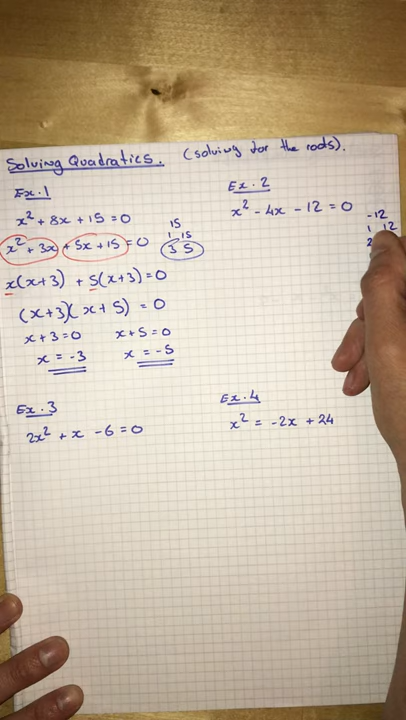 Solving Quadratics. (solving for the roots).
Ex.1
x² + 8x + 15 = 0
15
1 15
x² + 3x + 5x + 15 = 0
3 5
x(x+3) + 5(x+3) = 0
(x+3)(x+5) = 0
x+3=0 x+5=0
x = -3 x = -5
Ex.2
x² - 4x - 12 = 0
-12
1 12
2
Ex.3
2x² + x - 6 = 0
Ex.4
x² = -2x + 24